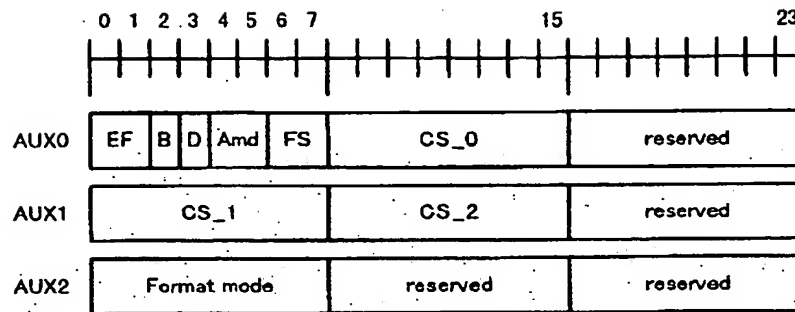 0 1 2 3 4 5 6 7 15 23
AUX0 EF B D Amd FS CS_0 reserved
AUX1 CS_1 CS_2 reserved
AUX2 Format mode reserved reserved